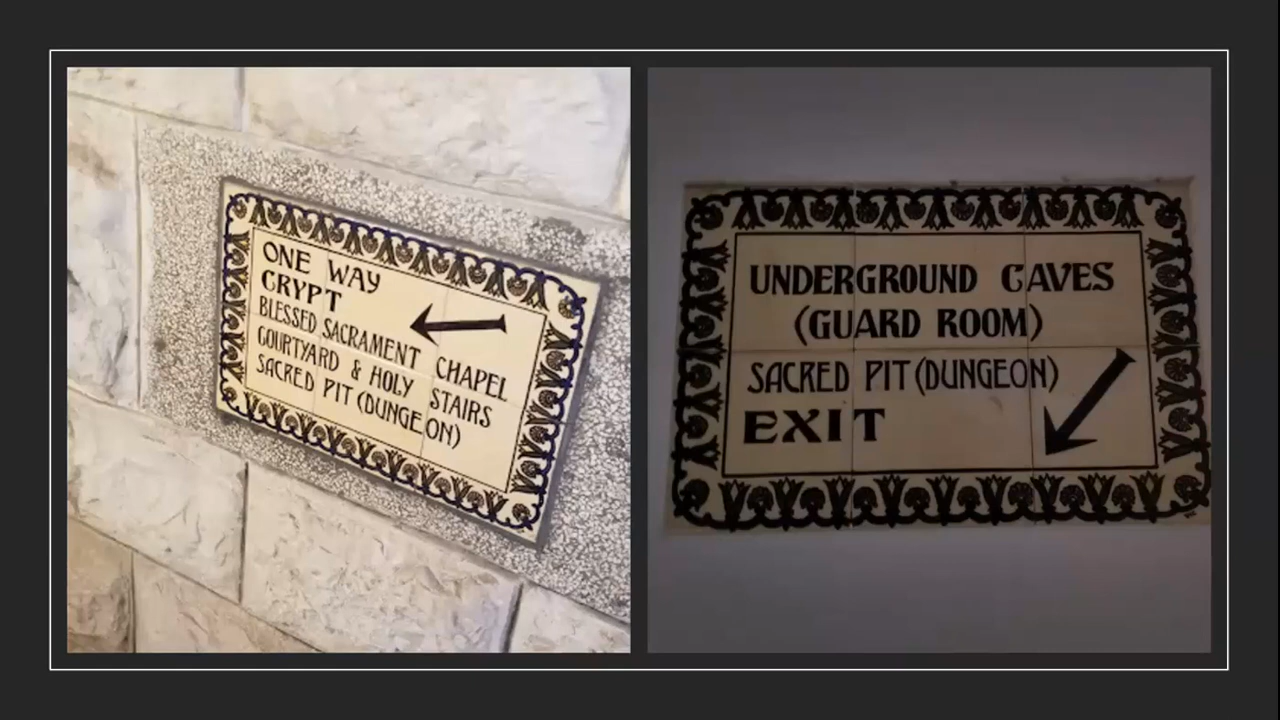 ONE WAY
CRYPT
BLESSED SACRAMENT CHAPEL
COURTYARD & HOLY STAIRS
SACRED PIT (DUNGEON)
UNDERGROUND CAVES
(GUARD ROOM)
SACRED PIT (DUNGEON)
EXIT